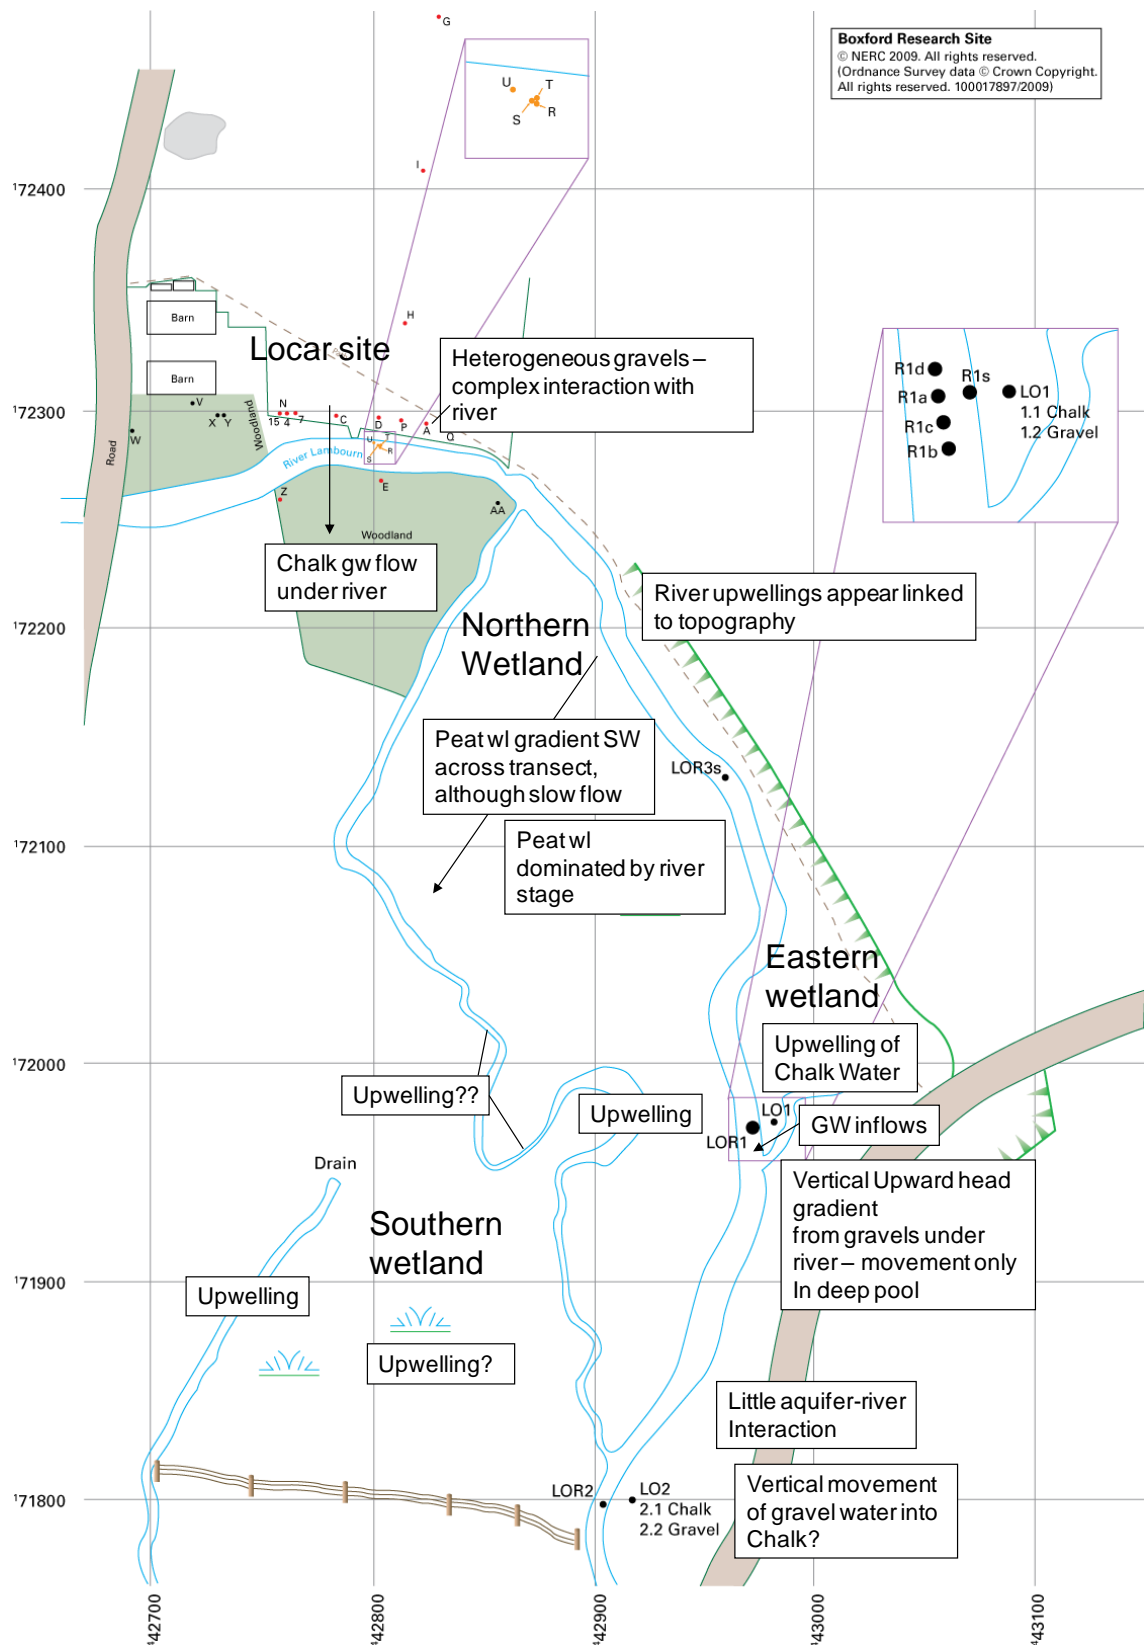 G
Boxford Research Site
© NERC 2009. All rights reserved.
(Ordnance Survey data © Crown Copyright.
All rights reserved. 100017897/2009)
U
T
S
R
I
172400
H
Barn
Locar site
Heterogeneous gravels –
complex interaction with
river
R1d
R1s
R1a
LO1
1.1 Chalk
R1c
1.2 Gravel
R1b
Barn
V
N
172300
X Y
Woodland
15 4 7
C
D
P
A
Q
W
Road
River Lambourn
U
T
R
S
Z
E
AA
Woodland
Chalk gw flow
under river
River upwellings appear linked
to topography
172200
Northern
Wetland
Peat wl gradient SW
across transect,
although slow flow
LOR3s
172100
Peat wl
dominated by river
stage
Eastern
wetland
Upwelling of
Chalk Water
172000
Upwelling??
Upwelling
LO1
GW inflows
LOR1
Drain
Vertical Upward head
gradient
from gravels under
river – movement only
In deep pool
Southern
wetland
171900
Upwelling
Upwelling?
Little aquifer-river
Interaction
171800
LOR2
LO2
2.1 Chalk
2.2 Gravel
Vertical movement
of gravel water into
Chalk?
442700
442800
442900
443000
443100